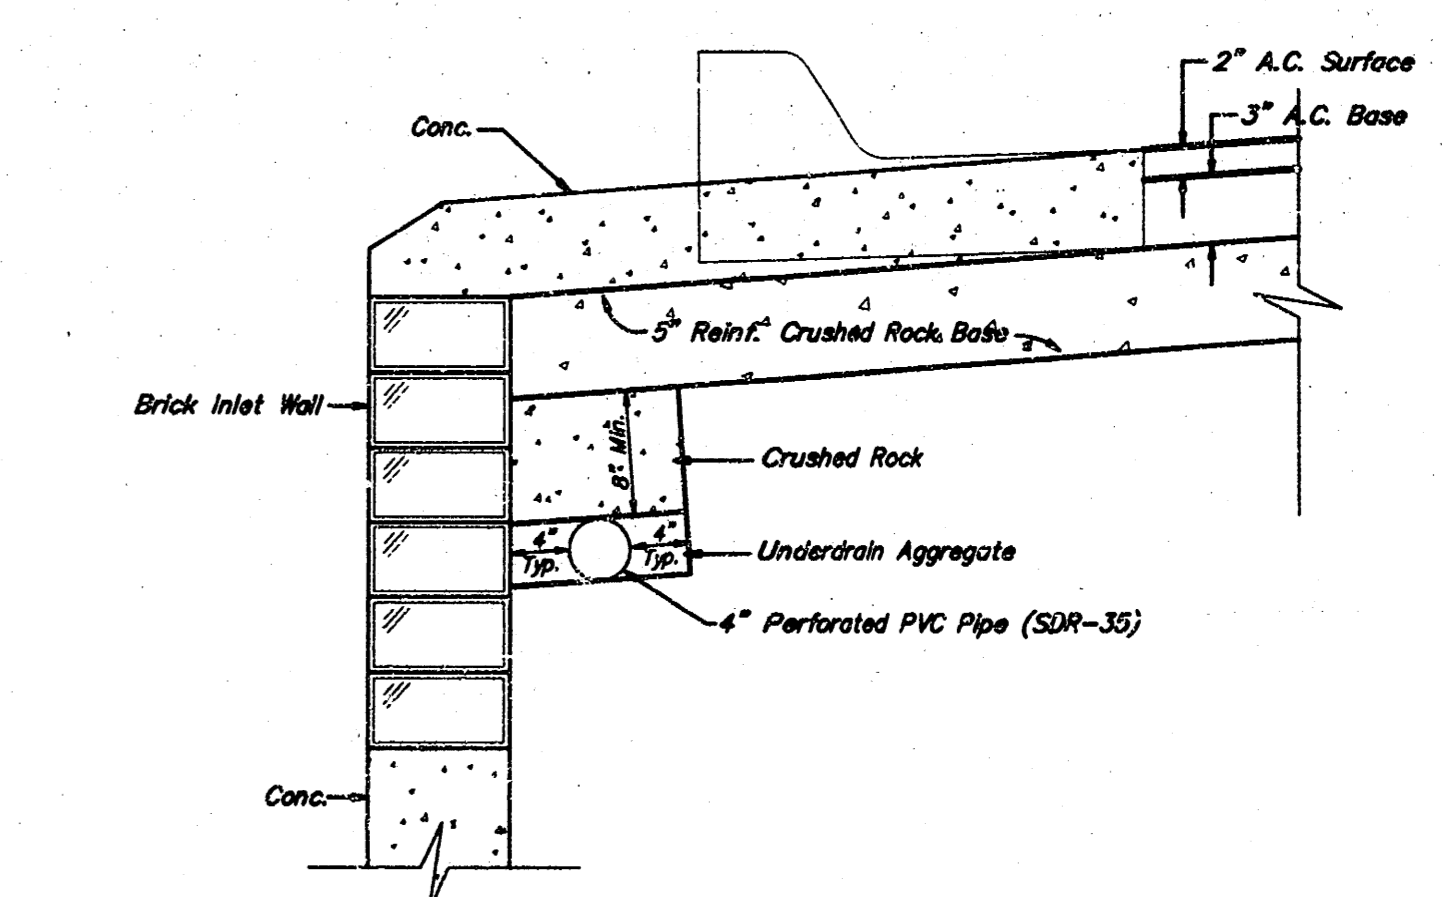 2" A.C. Surface
3" A.C. Base
Conc.
5" Reinf. Crushed Rock Base
Brick Inlet Wall
8" Min.
Crushed Rock
4" Typ.
4" Typ.
Underdrain Aggregate
4" Perforated PVC Pipe (SDR-35)
Conc.